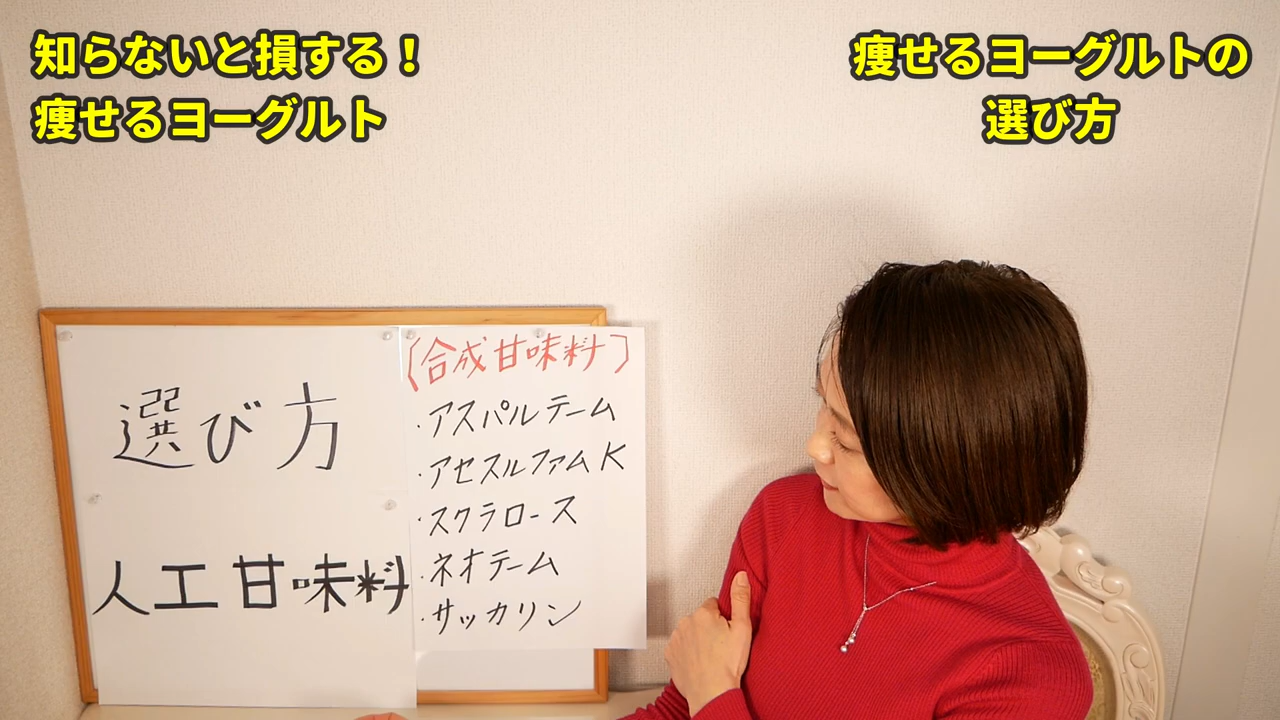 知らないと損する！
痩せるヨーグルト
痩せるヨーグルトの
選び方
選び方
人工甘味料
〔合成甘味料〕
・アスパルテーム
・アセスルファムK
・スクラロース
・ネオテーム
・サッカリン